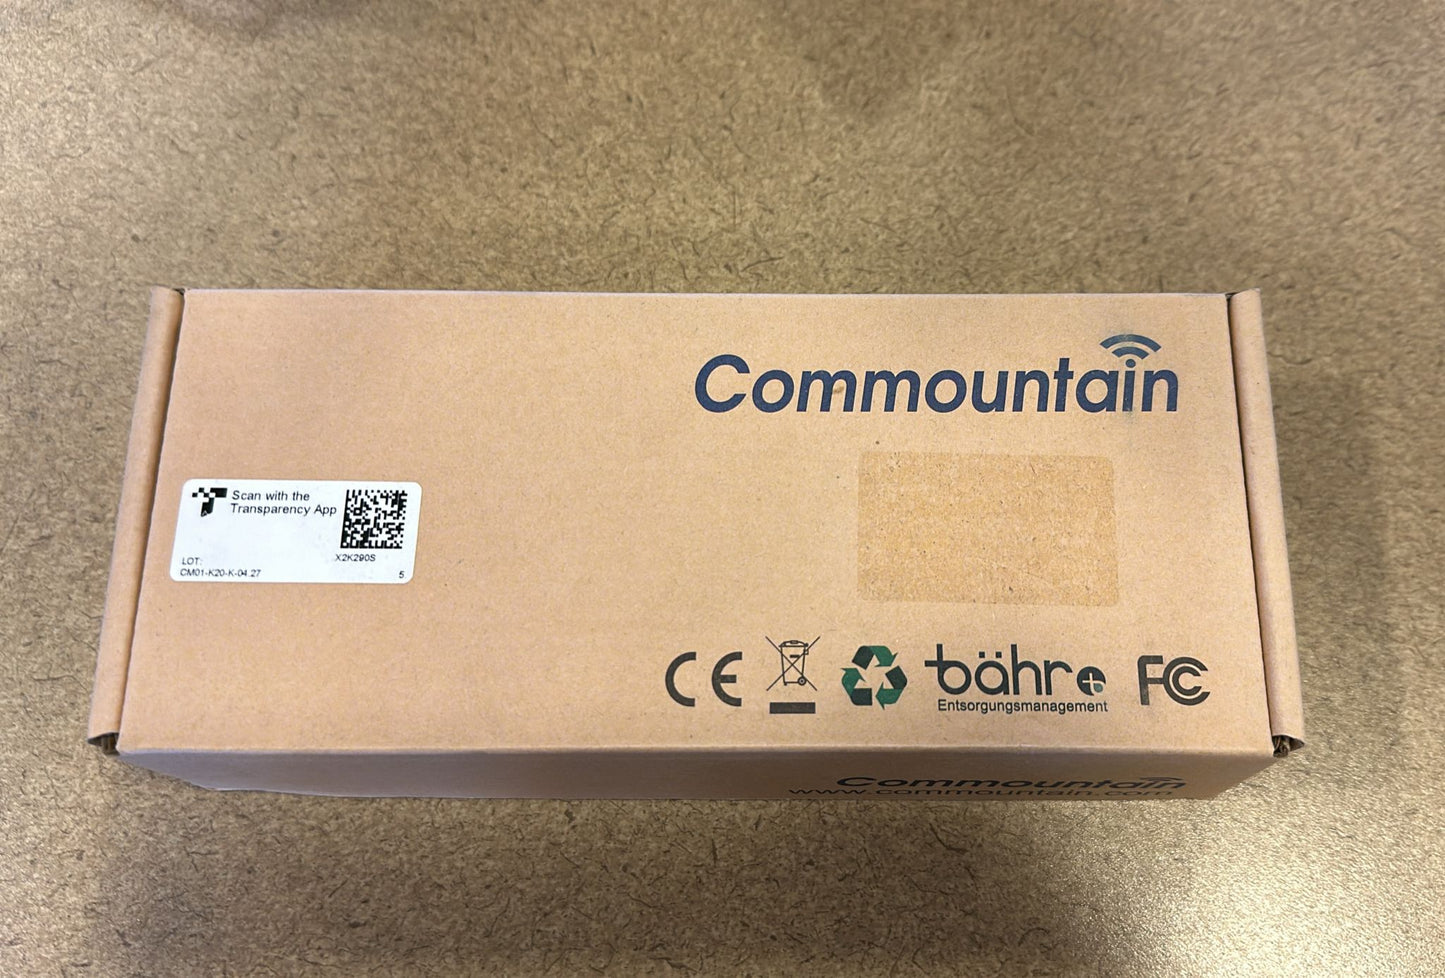 Commountain
Scan with the
Transparency App
X2K290S
LOT:
CM01-K20-K-04.27
5
CE
bähr
Entsorgungsmanagement
FC
Commountain
www.commountain.com